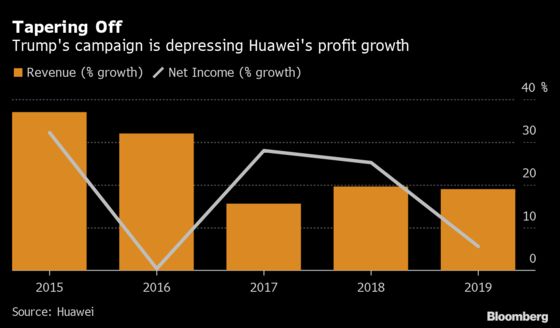 Tapering Off
Trump's campaign is depressing Huawei's profit growth
Revenue (% growth) Net Income (% growth)
40 %
30
20
10
0
2015 2016 2017 2018 2019
Source: Huawei
Bloomberg